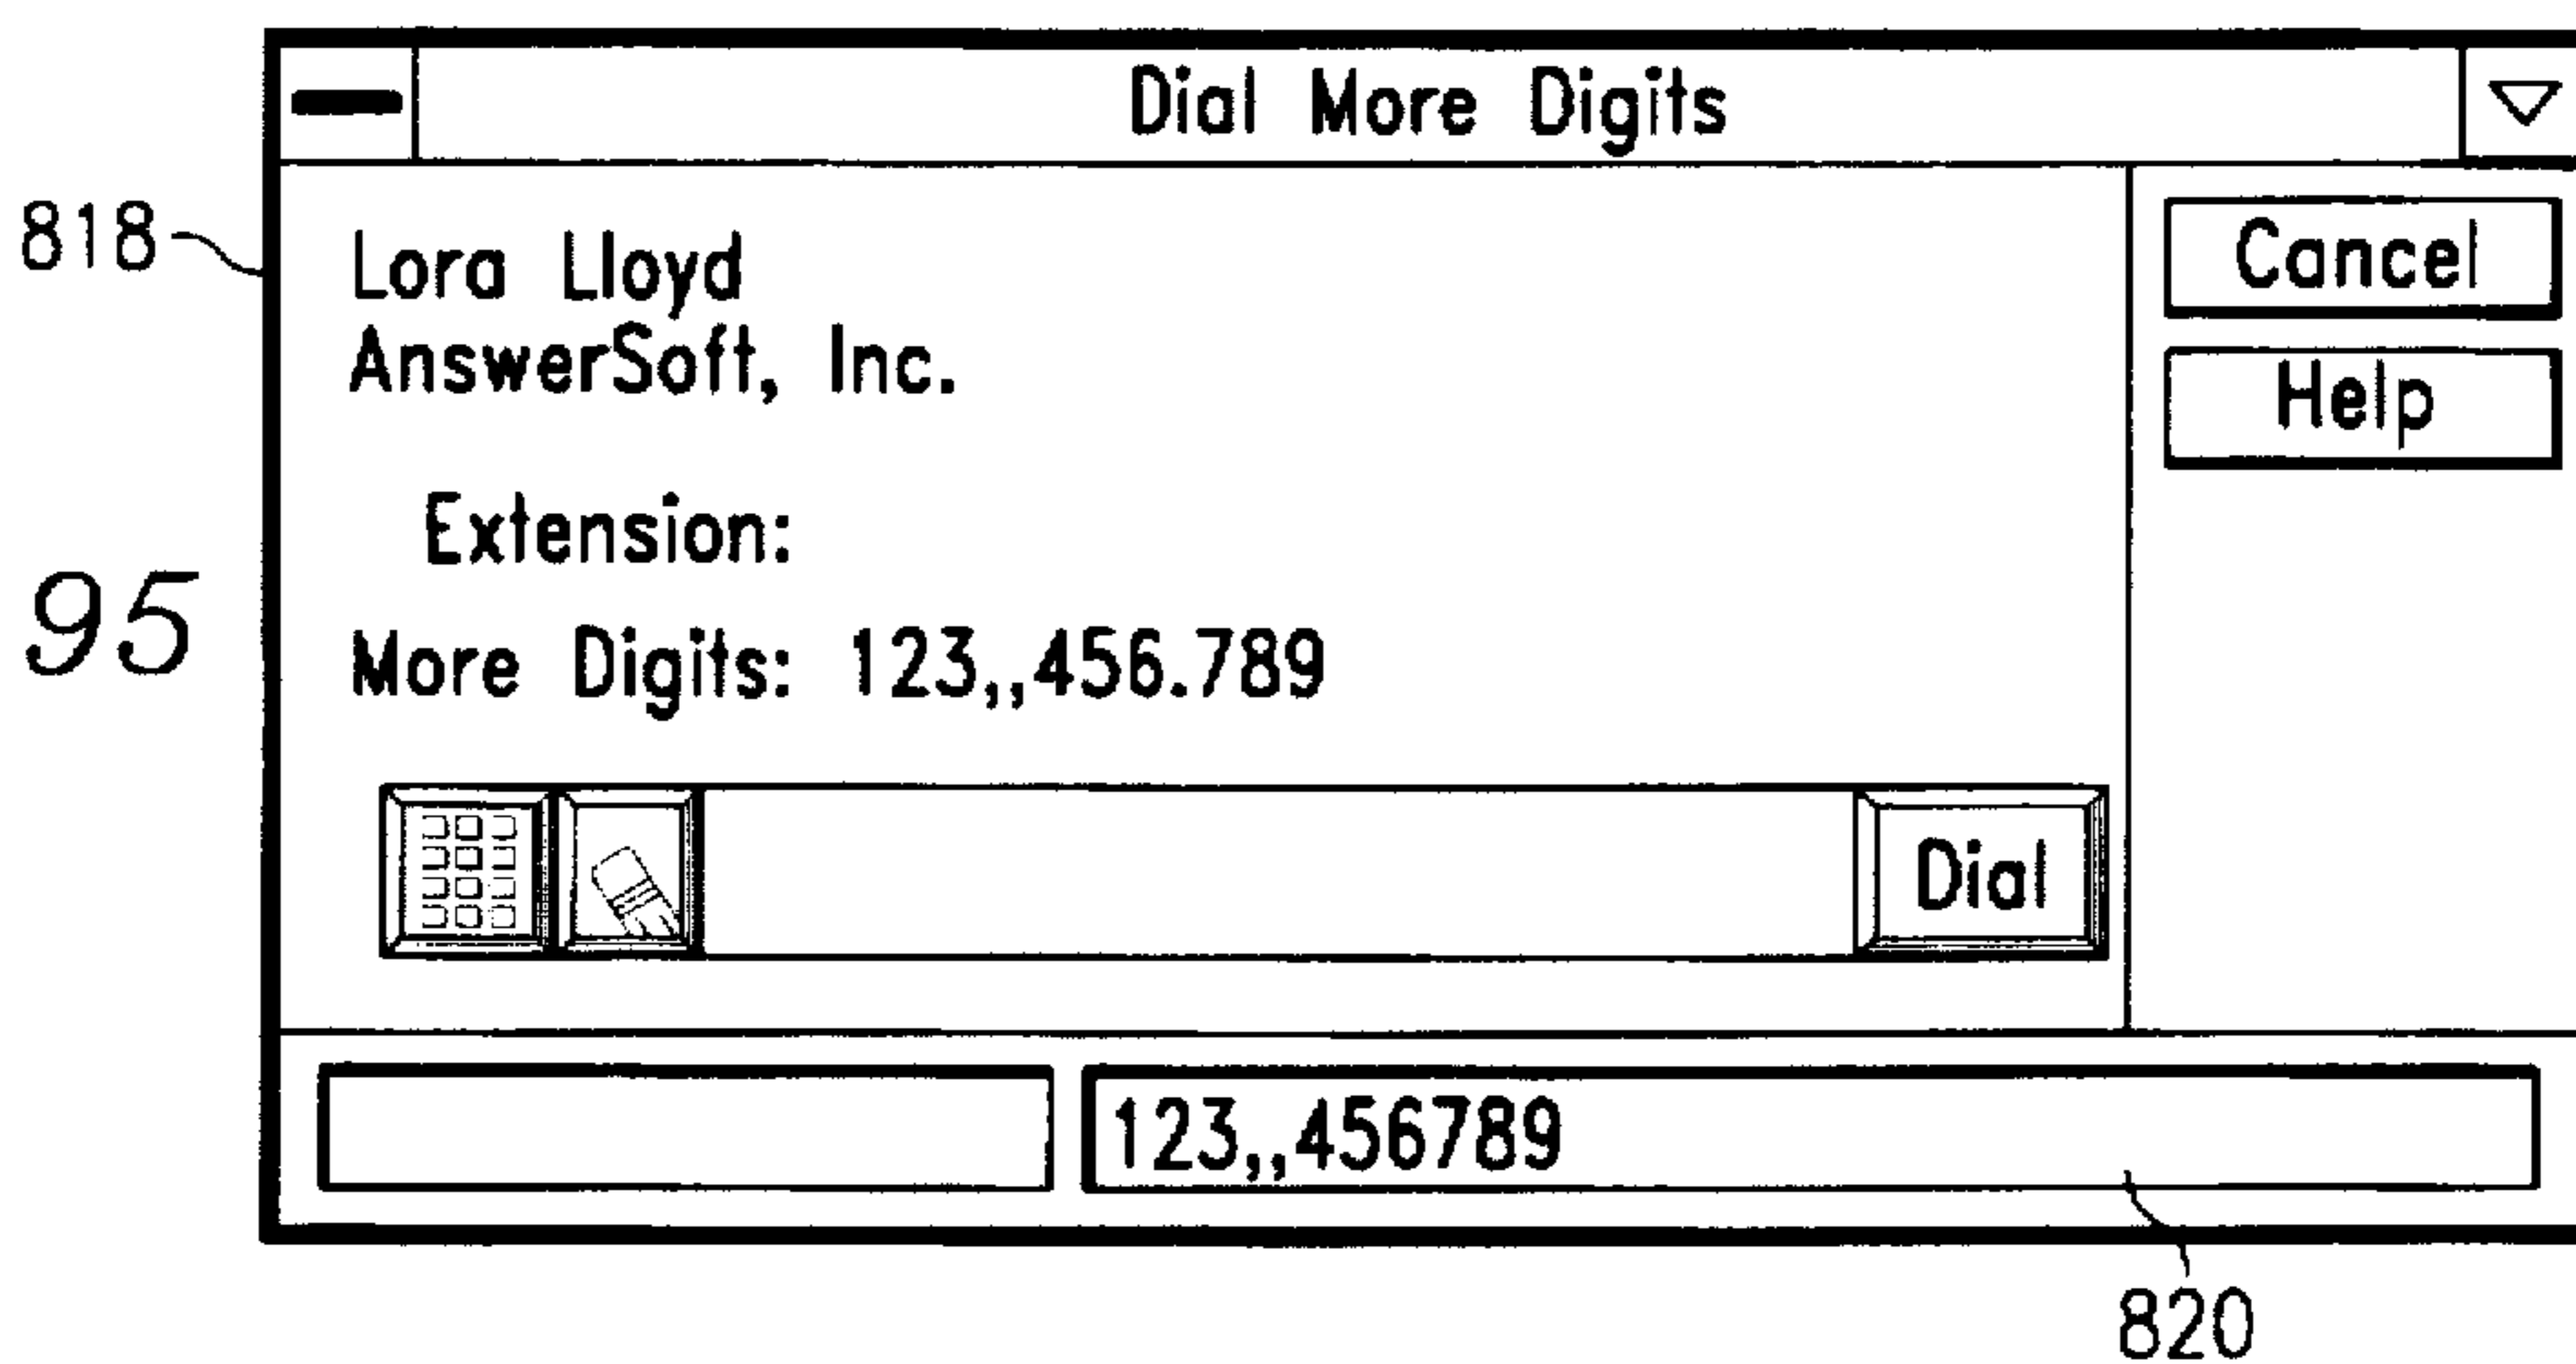 Dial More Digits
818
Lora Lloyd
AnswerSoft, Inc.
Cancel
Help
Extension:
95
More Digits: 123,,456.789
Dial
123,,456789
820